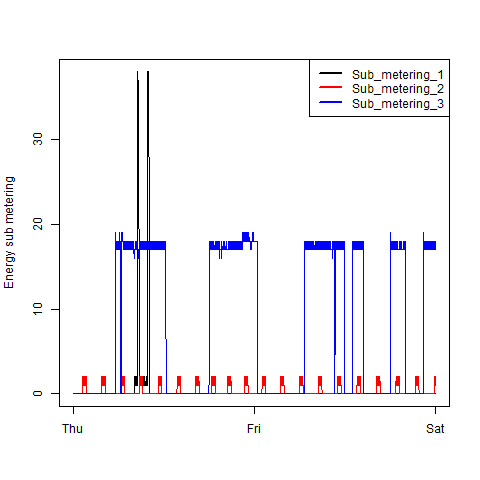 Sub_metering_1
Sub_metering_2
Sub_metering_3
Energy sub metering
30
20
10
0
Thu Fri Sat